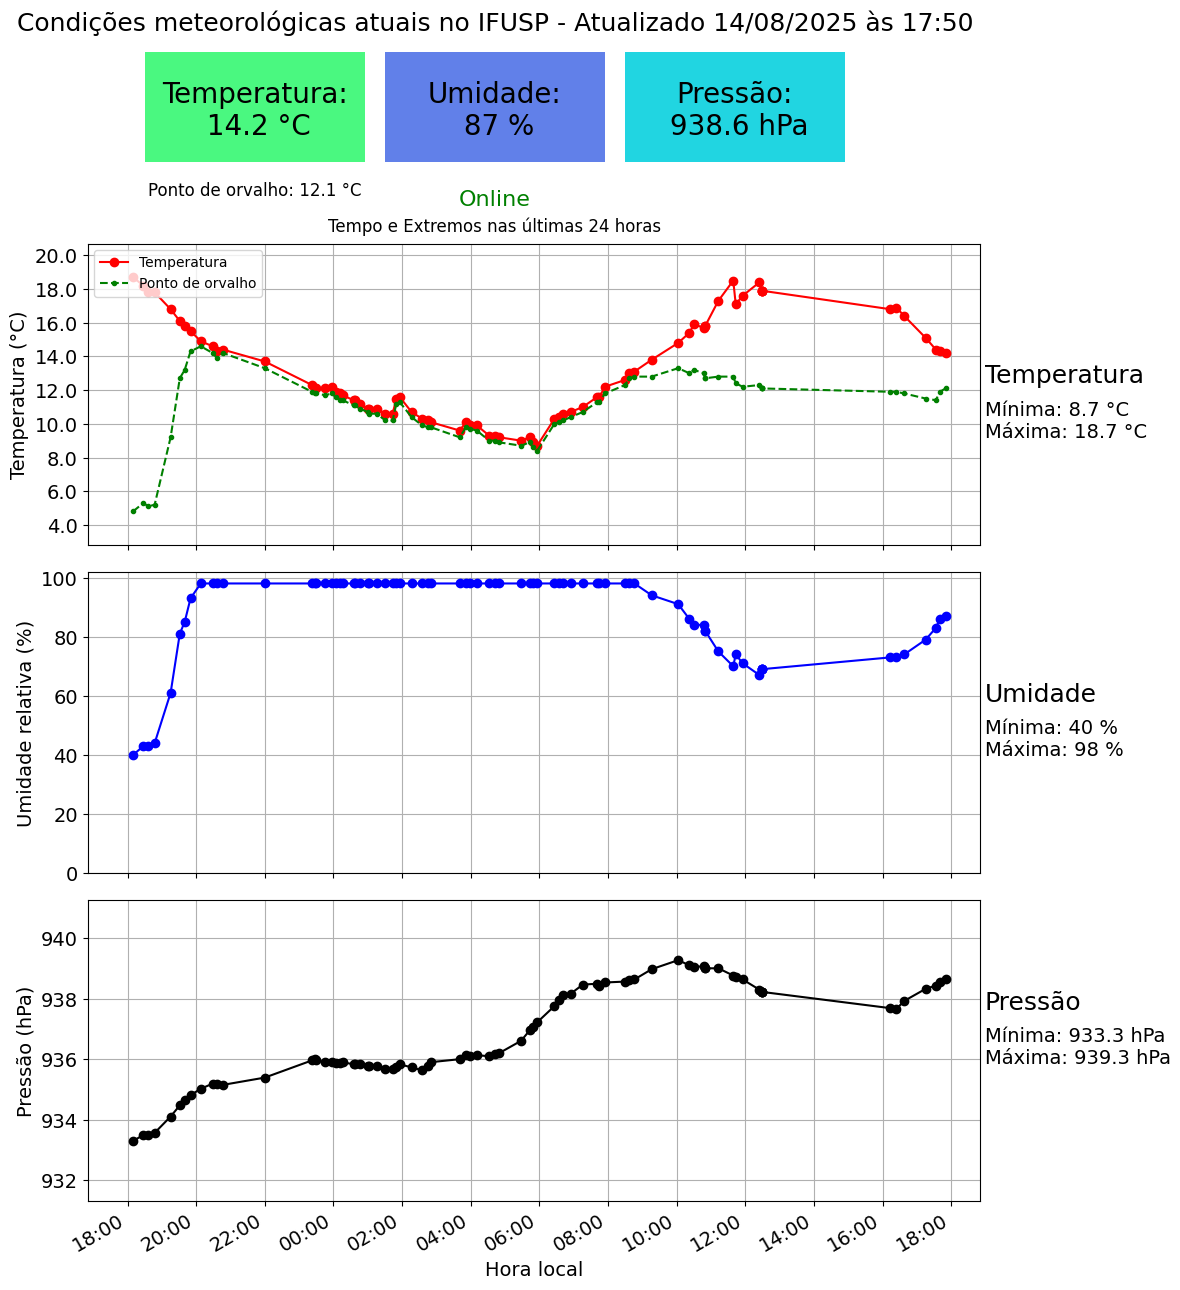 Condições meteorológicas atuais no IFUSP - Atualizado 14/08/2025 às 17:50
Temperatura:
14.2 °C
Umidade:
87 %
Pressão:
938.6 hPa
Ponto de orvalho: 12.1 °C
Online
Tempo e Extremos nas últimas 24 horas
Temperatura
Ponto de orvalho
Temperatura (°C)
20.0
18.0
16.0
14.0
12.0
10.0
8.0
6.0
4.0
Temperatura
Mínima: 8.7 °C
Máxima: 18.7 °C
Umidade relativa (%)
100
80
60
40
20
0
Umidade
Mínima: 40 %
Máxima: 98 %
Pressão (hPa)
940
938
936
934
932
Pressão
Mínima: 933.3 hPa
Máxima: 939.3 hPa
18:00
20:00
22:00
00:00
02:00
04:00
06:00
08:00
10:00
12:00
14:00
16:00
18:00
Hora local